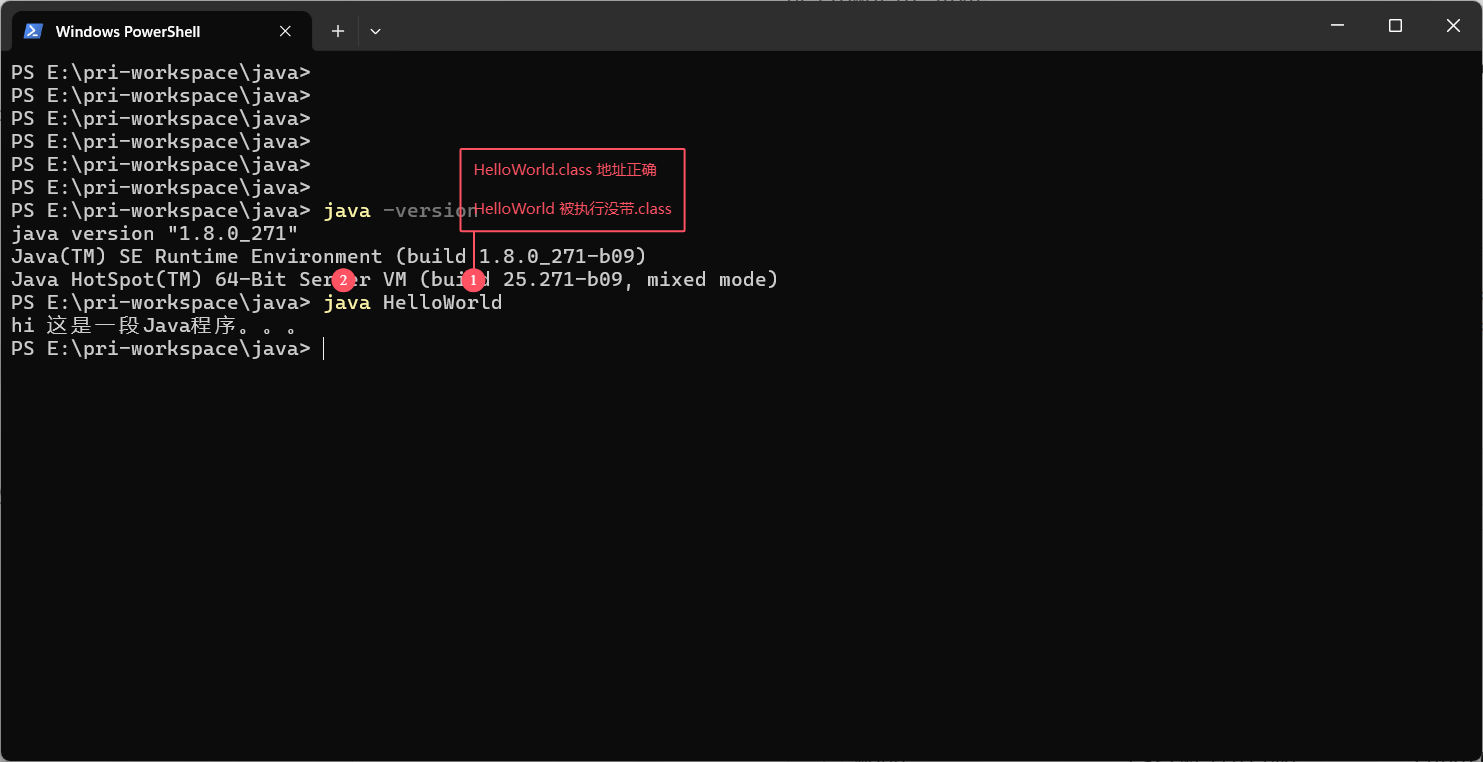 Windows PowerShell
PS E:\pri-workspace\java>
PS E:\pri-workspace\java>
PS E:\pri-workspace\java>
PS E:\pri-workspace\java>
PS E:\pri-workspace\java>
PS E:\pri-workspace\java>
PS E:\pri-workspace\java> java -version
HelloWorld.class 地址正确
HelloWorld 被执行没带.class
java version "1.8.0_271"
Java(TM) SE Runtime Environment (build 1.8.0_271-b09)
Java HotSpot(TM) 64-Bit Server VM (build 25.271-b09, mixed mode)
2
1
PS E:\pri-workspace\java> java HelloWorld
hi 这是一段Java程序。。。
PS E:\pri-workspace\java>